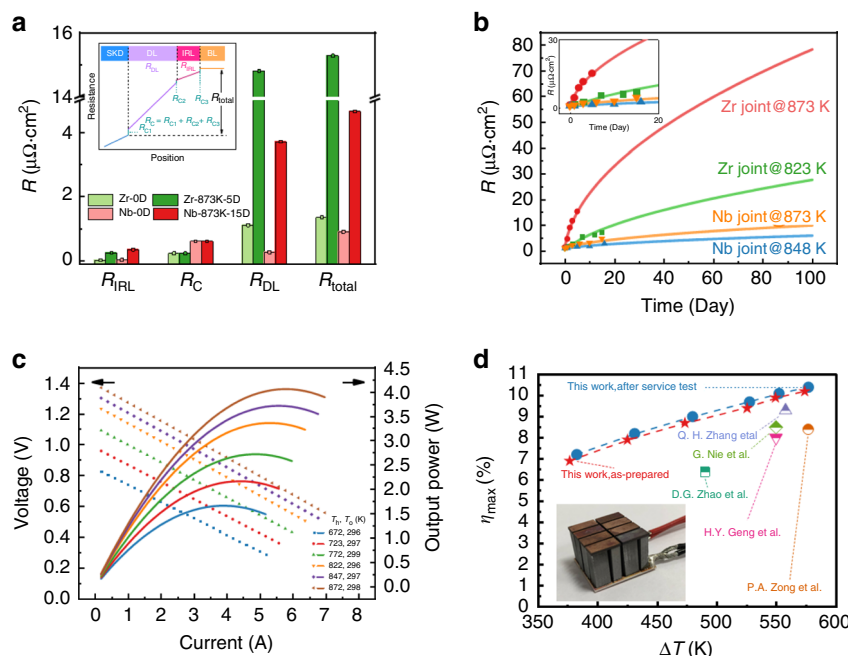 a
16
15
14
4
2
0
R (μΩ·cm²)
SKD DL IRL BL
R_DL R_IRL
R_C2 R_C3
R_total
R_C1
R_C = R_C1 + R_C2 + R_C3
Resistance
Position
Zr-0D Zr-873K-5D
Nb-0D Nb-873K-15D
R_IRL R_C R_DL R_total
b
80
70
60
50
40
30
20
10
0
R (μΩ·cm²)
30
0
R (μΩ·cm²)
0 20
Time (Day)
Zr joint@873 K
Zr joint@823 K
Nb joint@873 K
Nb joint@848 K
0 20 40 60 80 100
Time (Day)
c
1.4
1.2
1.0
0.8
0.6
0.4
0.2
0.0
Voltage (V)
4.5
4.0
3.5
3.0
2.5
2.0
1.5
1.0
0.5
0.0
Output power (W)
T_h, T_c (K)
672, 296
723, 297
772, 299
822, 296
847, 297
872, 298
0 1 2 3 4 5 6 7 8
Current (A)
d
11
10
9
8
7
6
5
4
3
2
1
0
η_max (%)
This work,after service test
Q. H. Zhang etal
G. Nie et al.
This work,as-prepared
D.G. Zhao et al.
H.Y. Geng et al.
P.A. Zong et al.
350 400 450 500 550 600
ΔT (K)